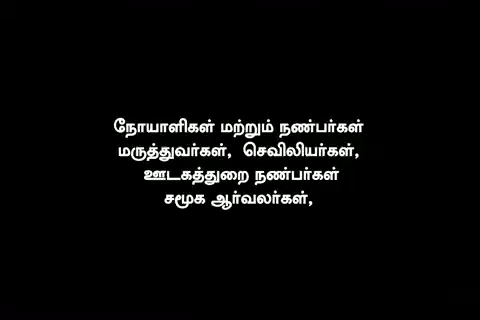 நோயாளிகள் மற்றும் நண்பர்கள்
மருத்துவர்கள், செவிலியர்கள்,
ஊடகத்துறை நண்பர்கள்
சமூக ஆர்வலர்கள்,